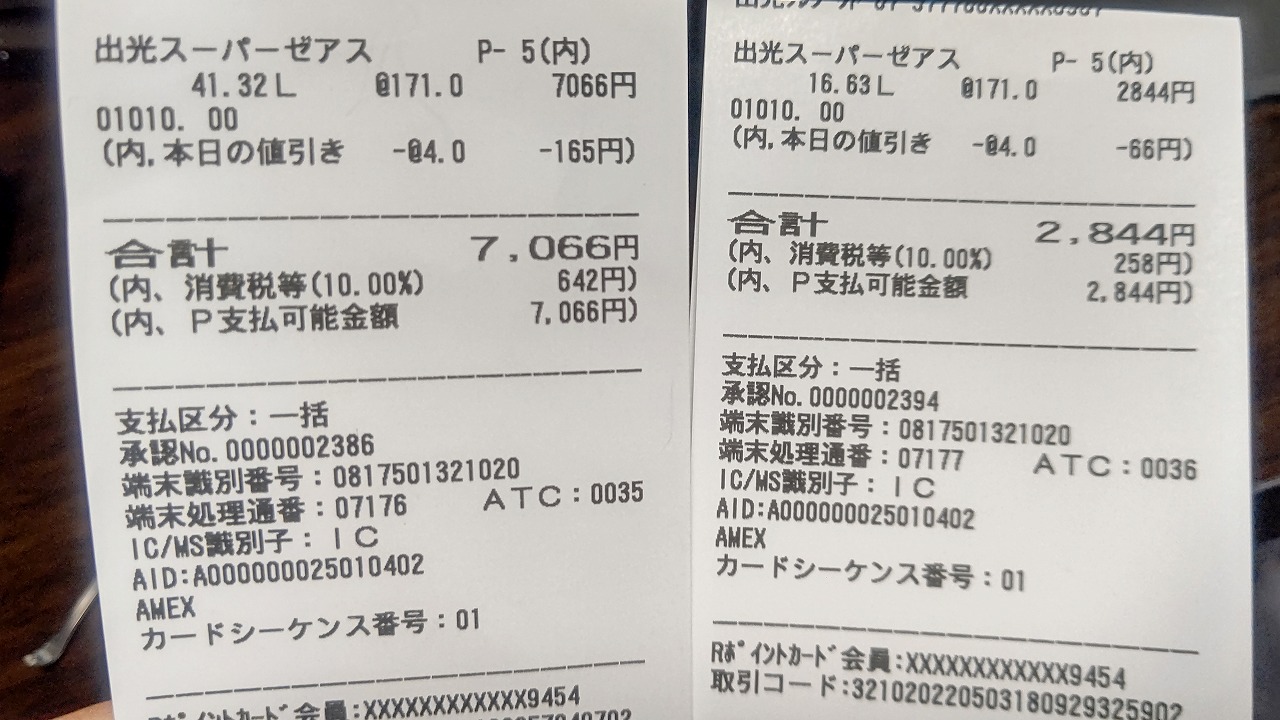 出光スーパーゼアス P- 5(内)
41.32L @171.0 7066円
01010. 00
(内,本日の値引き -@4.0 -165円)
合計 7,066円
(内、消費税等(10.00%) 642円)
(内、P支払可能金額 7,066円)
支払区分:一括
承認No.0000002386
端末識別番号:0817501321020
端末処理通番:07176 ATC:0035
IC/MS識別子:IC
AID:A000000025010402
AMEX
カードシーケンス番号:01
Rポイントカード会員:XXXXXXXXXXXX9454
出光スーパーゼアス P- 5(内)
16.63L @171.0 2844円
01010. 00
(内,本日の値引き -@4.0 -66円)
合計 2,844円
(内、消費税等(10.00%) 258円)
(内、P支払可能金額 2,844円)
支払区分:一括
承認No.0000002394
端末識別番号:0817501321020
端末処理通番:07177 ATC:0036
IC/MS識別子:IC
AID:A000000025010402
AMEX
カードシーケンス番号:01
Rポイントカード会員:XXXXXXXXXXXX9454
取引コード:32102022050318092932590​2